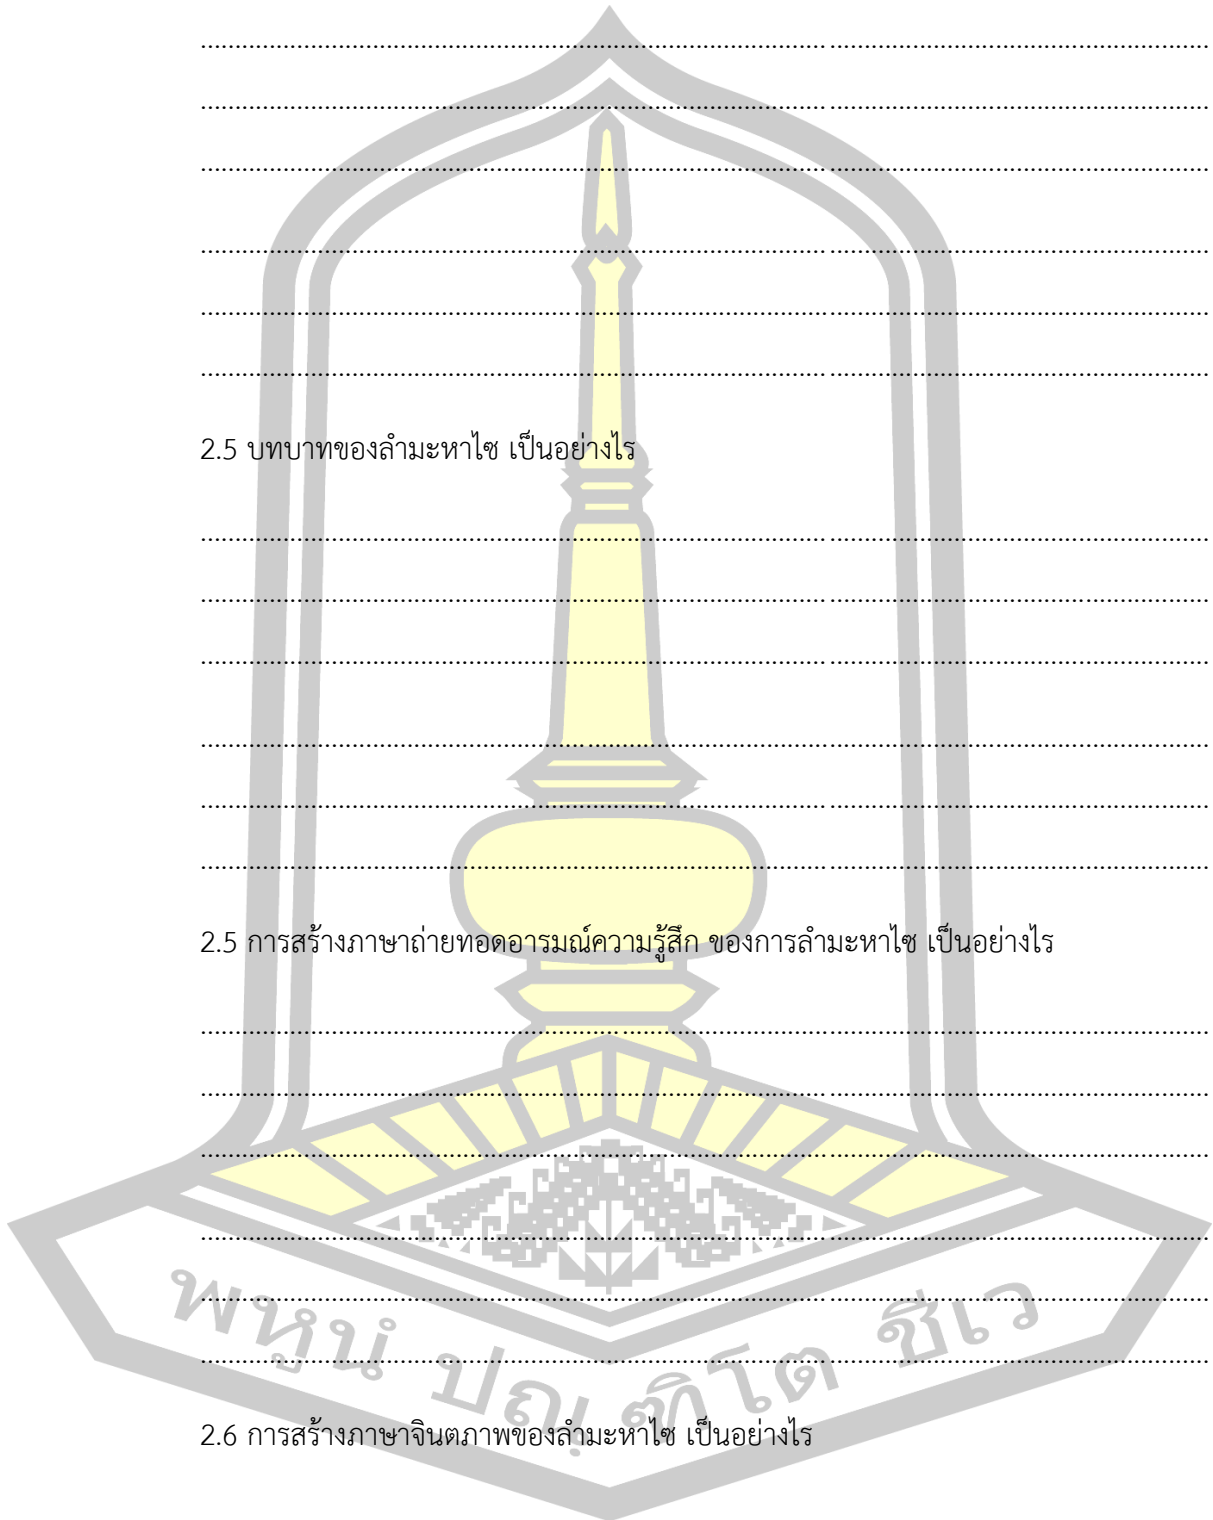 2.5 บทบาทของลำมะหาไซ เป็นอย่างไร
2.5 การสร้างภาษาถ่ายทอดอารมณ์ความรู้สึก ของการลำมะหาไซ เป็นอย่างไร
พหูนํ ปณฺฑิโต ชีเว
2.6 การสร้างภาษาจินตภาพของลำมะหาไซ เป็นอย่างไร